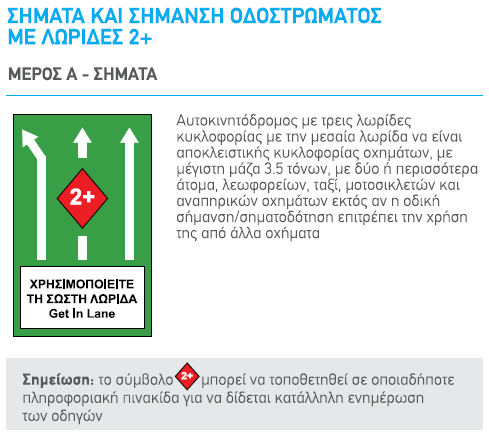 ΣΗΜΑΤΑ ΚΑΙ ΣΗΜΑΝΣΗ ΟΔΟΣΤΡΩΜΑΤΟΣ
ΜΕ ΛΩΡΙΔΕΣ 2+
ΜΕΡΟΣ Α - ΣΗΜΑΤΑ
2+
ΧΡΗΣΙΜΟΠΟΙΕΙΤΕ
ΤΗ ΣΩΣΤΗ ΛΩΡΙΔΑ
Get In Lane
Αυτοκινητόδρομος με τρεις λωρίδες
κυκλοφορίας με την μεσαία λωρίδα να είναι
αποκλειστικής κυκλοφορίας οχημάτων, με
μέγιστη μάζα 3.5 τόνων, με δύο ή περισσότερα
άτομα, λεωφορείων, ταξί, μοτοσικλετών και
αναπηρικών οχημάτων εκτός αν η οδική
σήμανση/σηματοδότηση επιτρέπει την χρήση
της από άλλα οχήματα
Σημείωση: το σύμβολο 2+ μπορεί να τοποθετηθεί σε οποιαδήποτε
πληροφοριακή πινακίδα για να δίδεται κατάλληλη ενημέρωση
των οδηγών